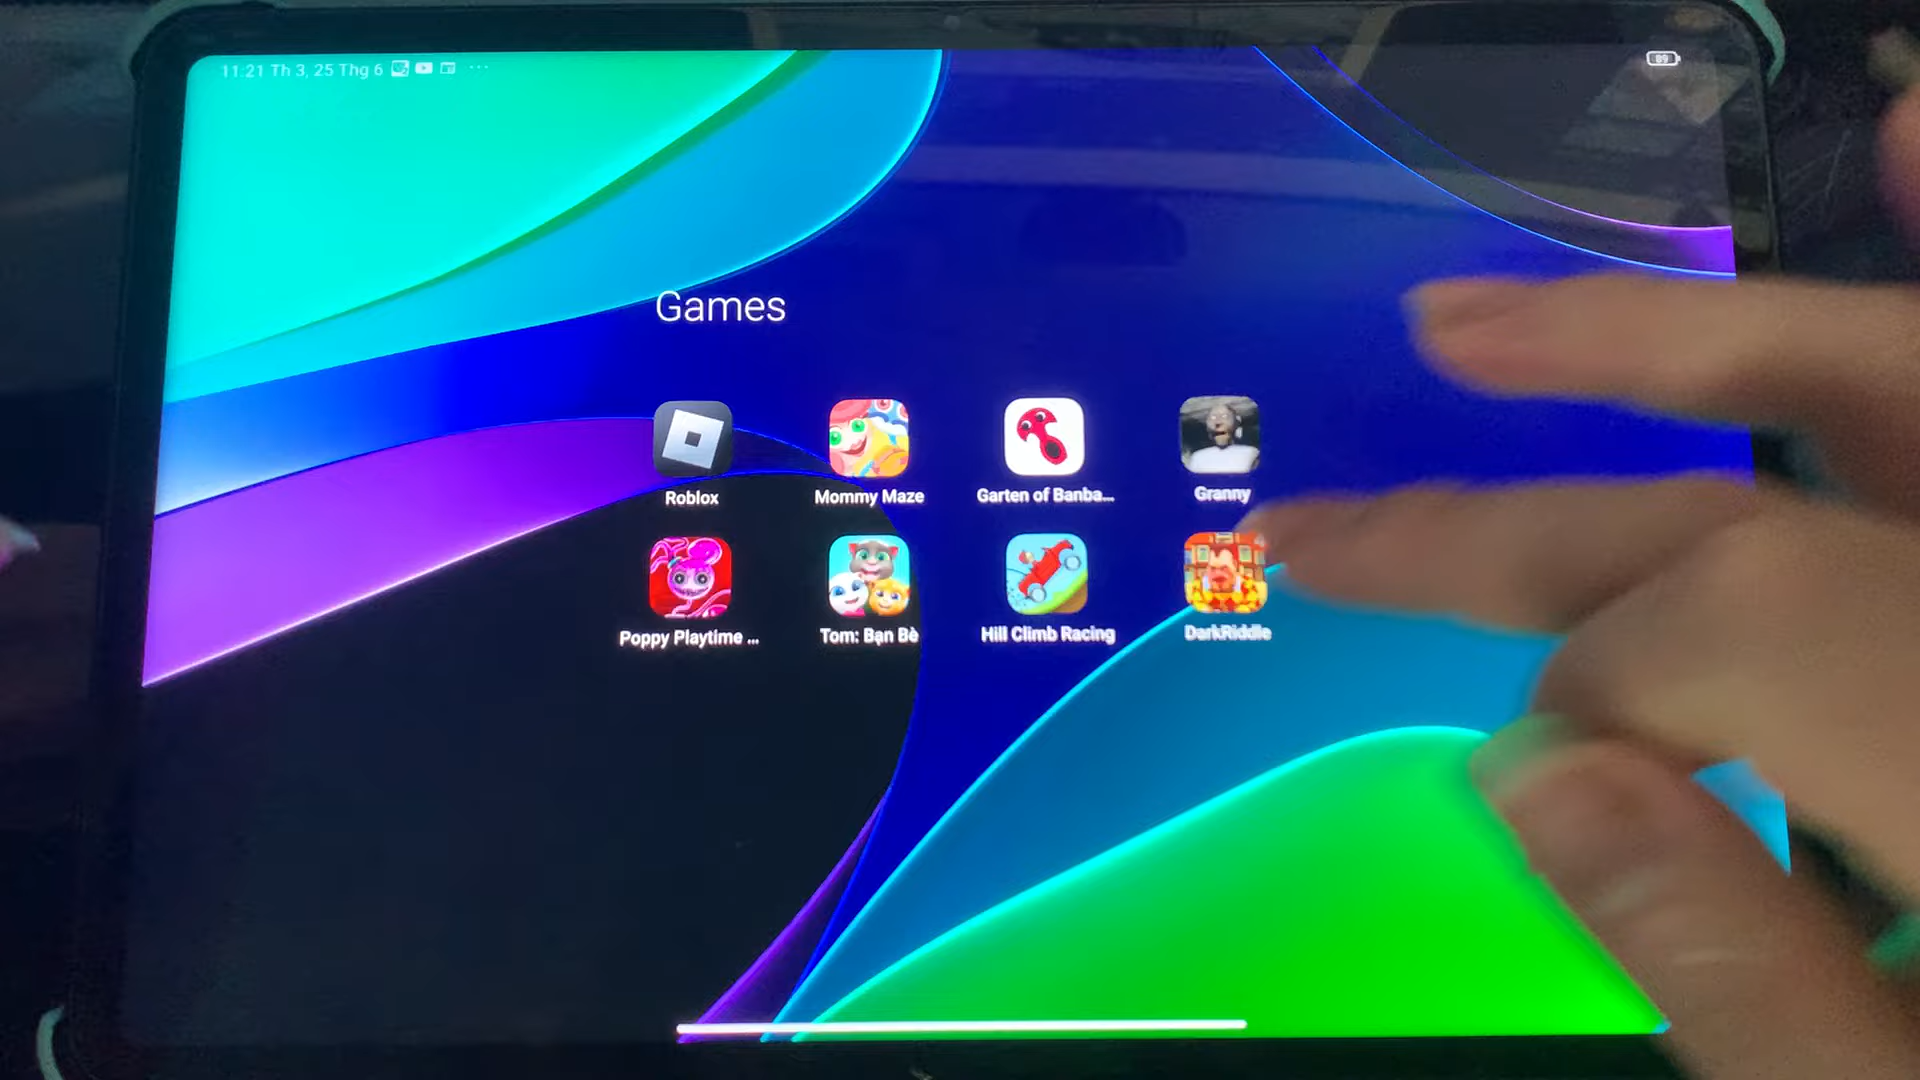 11:21 Th 3, 25 Thg 6
89
Games
Roblox
Mommy Maze
Garten of Banba...
Granny
Poppy Playtime ...
Tom: Bạn Bè
Hill Climb Racing
DarkRiddle